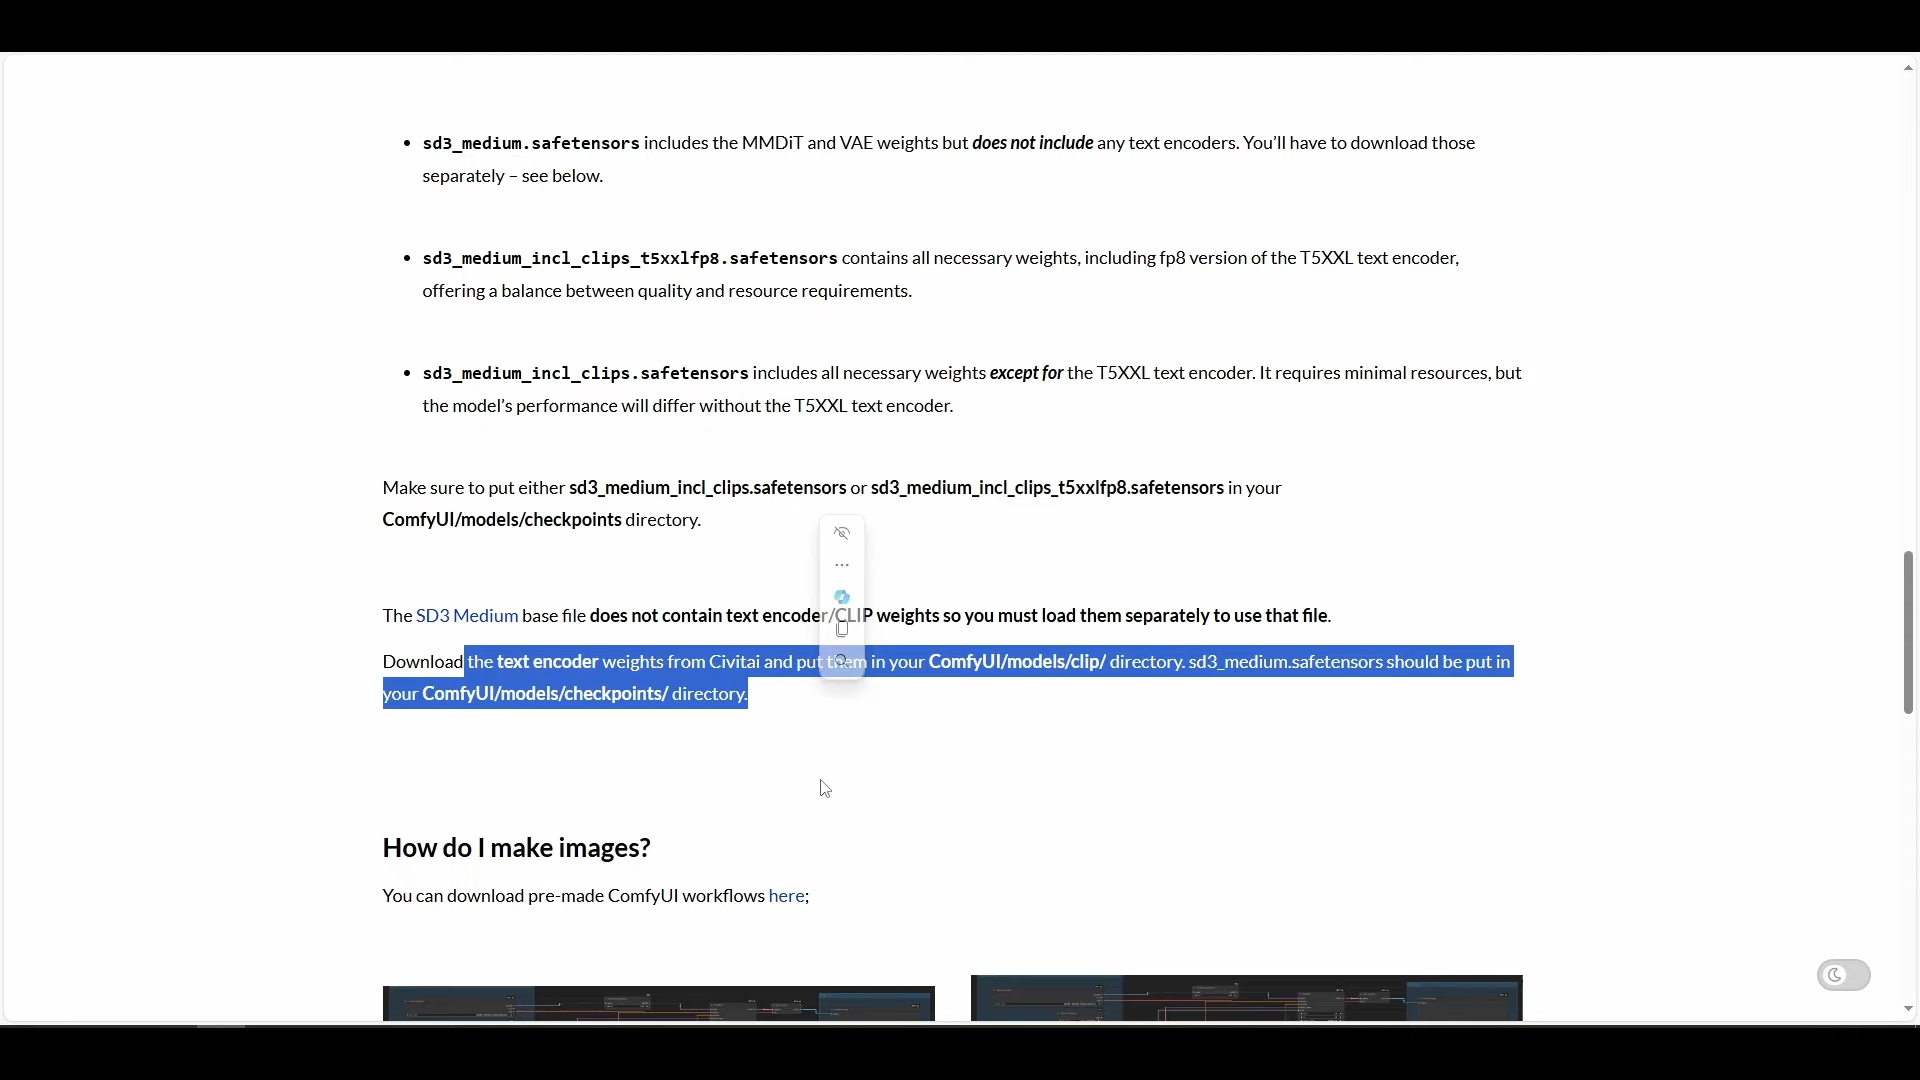 sd3_medium.safetensors includes the MMDiT and VAE weights but does not include any text encoders. You’ll have to download those
separately – see below.
sd3_medium_incl_clips_t5xxlfp8.safetensors contains all necessary weights, including fp8 version of the T5XXL text encoder,
offering a balance between quality and resource requirements.
sd3_medium_incl_clips.safetensors includes all necessary weights except for the T5XXL text encoder. It requires minimal resources, but
the model’s performance will differ without the T5XXL text encoder.
Make sure to put either sd3_medium_incl_clips.safetensors or sd3_medium_incl_clips_t5xxlfp8.safetensors in your
ComfyUI/models/checkpoints directory.
The SD3 Medium base file does not contain text encoder/CLIP weights so you must load them separately to use that file.
Download the text encoder weights from Civitai and put them in your ComfyUI/models/clip/ directory. sd3_medium.safetensors should be put in
your ComfyUI/models/checkpoints/ directory.
How do I make images?
You can download pre-made ComfyUI workflows here;